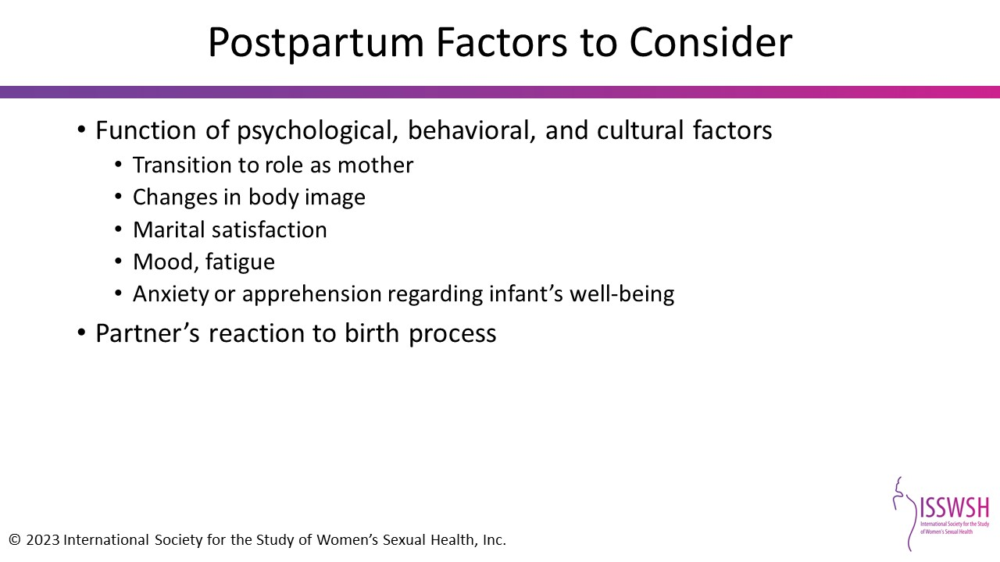 Postpartum Factors to Consider
• Function of psychological, behavioral, and cultural factors
• Transition to role as mother
• Changes in body image
• Marital satisfaction
• Mood, fatigue
• Anxiety or apprehension regarding infant’s well-being
• Partner’s reaction to birth process
ISSWSH
International Society for the Study
of Women's Sexual Health
© 2023 International Society for the Study of Women’s Sexual Health, Inc.